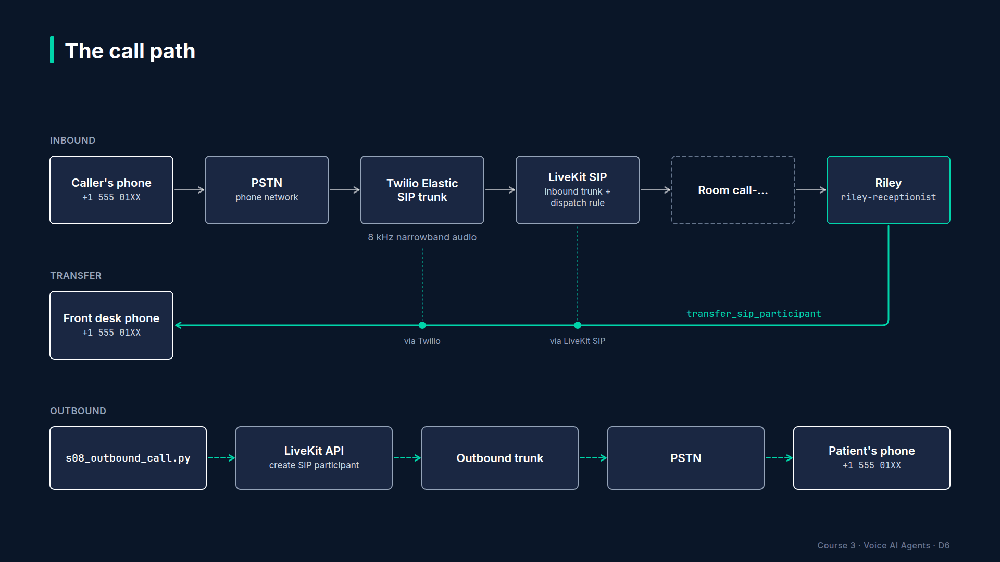 The call path
INBOUND
Caller's phone
+1 555 01XX
PSTN
phone network
Twilio Elastic
SIP trunk
LiveKit SIP
inbound trunk +
dispatch rule
Room call-...
Riley
riley-receptionist
8 kHz narrowband audio
TRANSFER
Front desk phone
+1 555 01XX
transfer_sip_participant
via Twilio
via LiveKit SIP
OUTBOUND
s08_outbound_call.py
LiveKit API
create SIP participant
Outbound trunk
PSTN
Patient's phone
+1 555 01XX
Course 3 · Voice AI Agents · D6